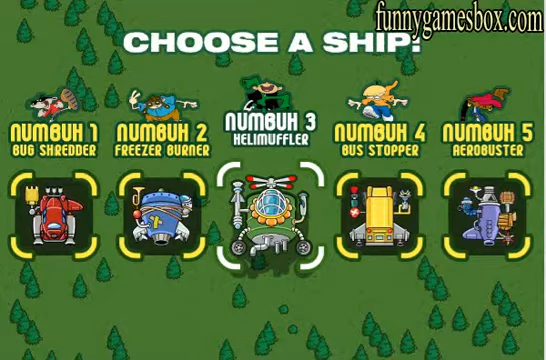 funnygamesbox.com
CHOOSE A SHIP:
NUMBUH 1
BUG SHREDDER
NUMBUH 2
FREEZER BURNER
NUMBUH 3
HELIMUFFLER
NUMBUH 4
BUS STOPPER
NUMBUH 5
AEROBUSTER